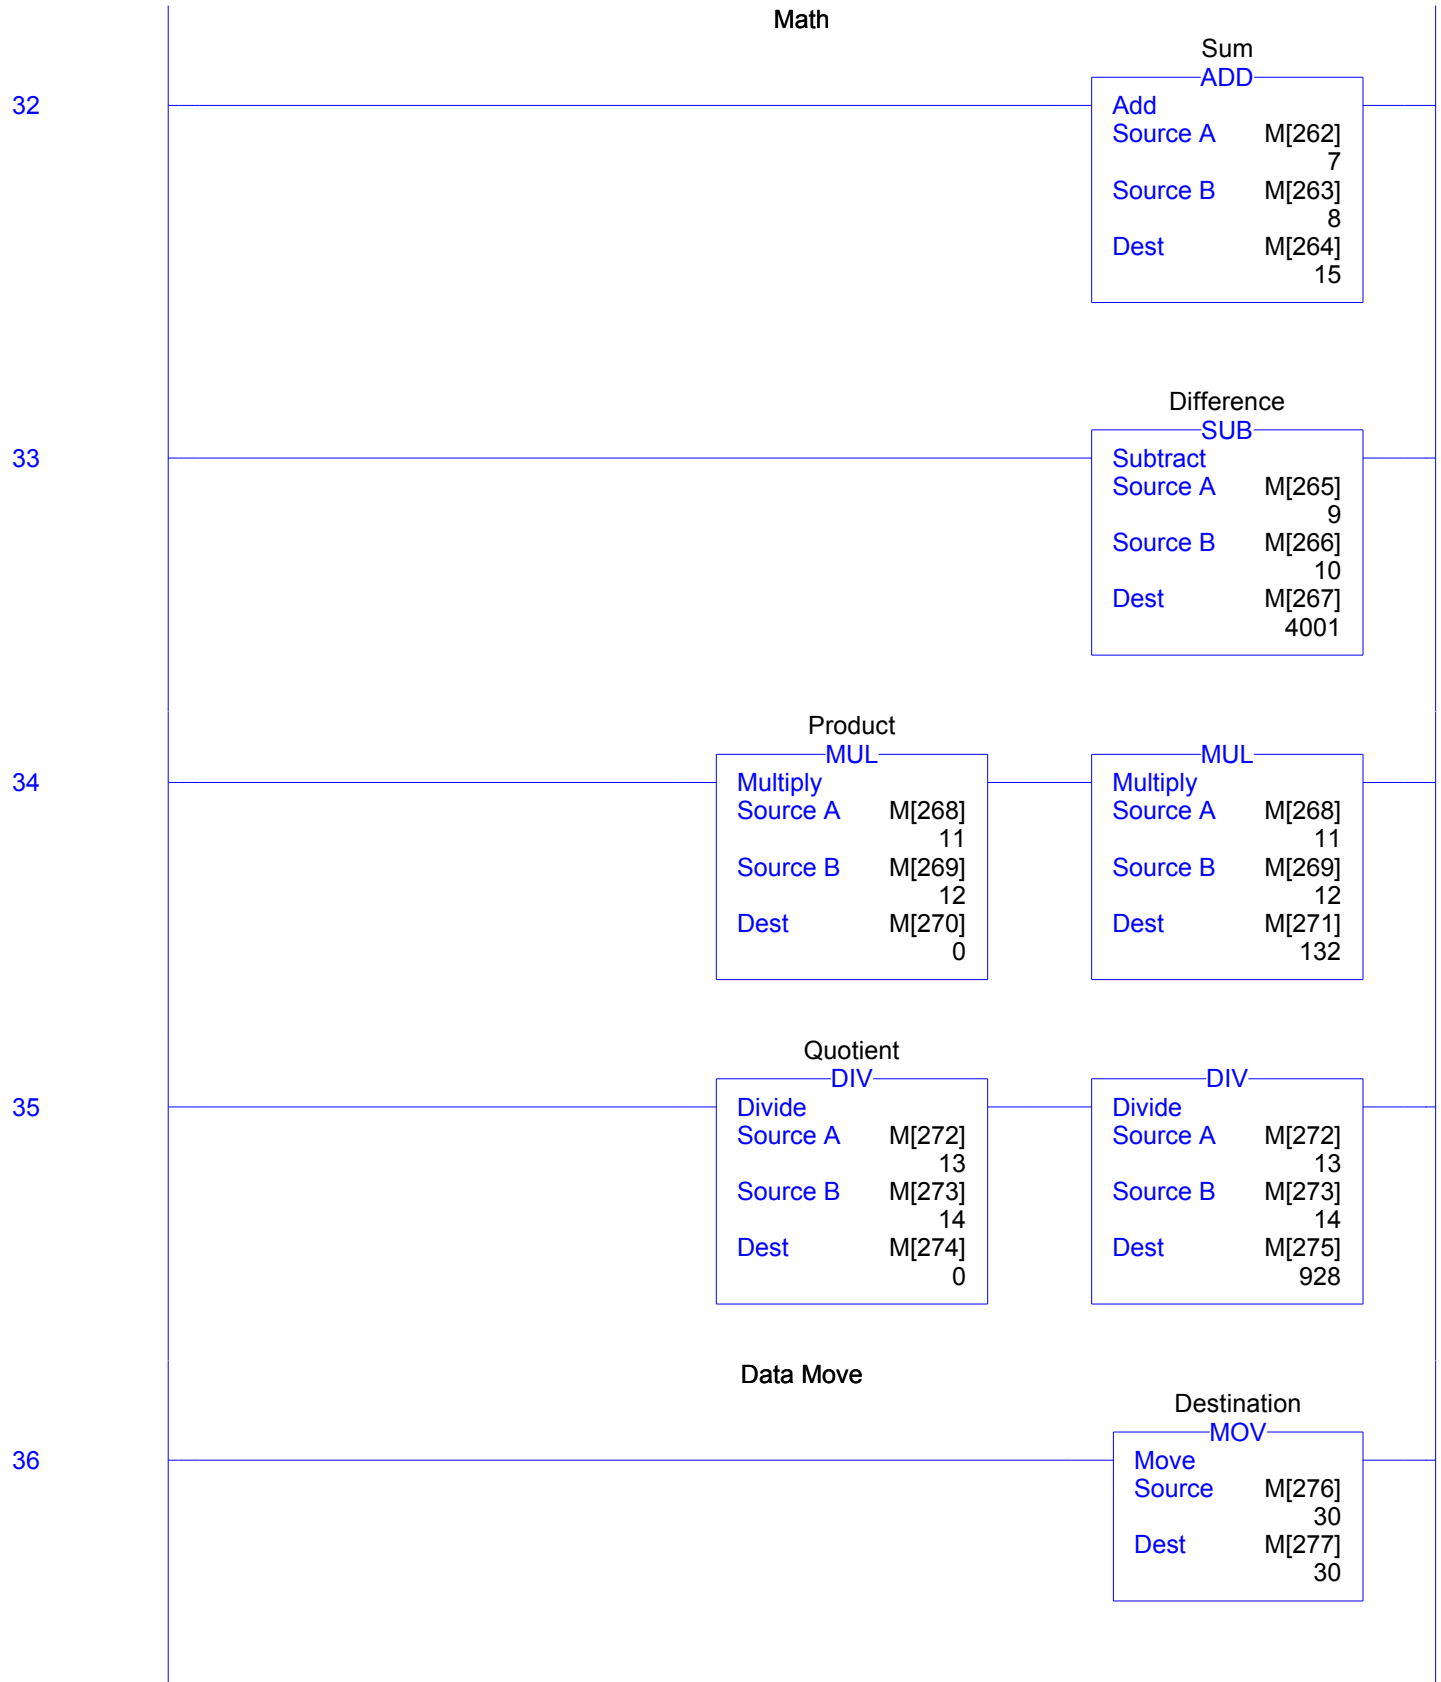 Math
Sum
ADD
32
Add
Source A M[262]
7
Source B M[263]
8
Dest M[264]
15
Difference
SUB
33
Subtract
Source A M[265]
9
Source B M[266]
10
Dest M[267]
4001
Product
MUL MUL
34
Multiply Multiply
Source A M[268] Source A M[268]
11 11
Source B M[269] Source B M[269]
12 12
Dest M[270] Dest M[271]
0 132
Quotient
DIV DIV
35
Divide Divide
Source A M[272] Source A M[272]
13 13
Source B M[273] Source B M[273]
14 14
Dest M[274] Dest M[275]
0 928
Data Move
Destination
MOV
36
Move
Source M[276]
30
Dest M[277]
30